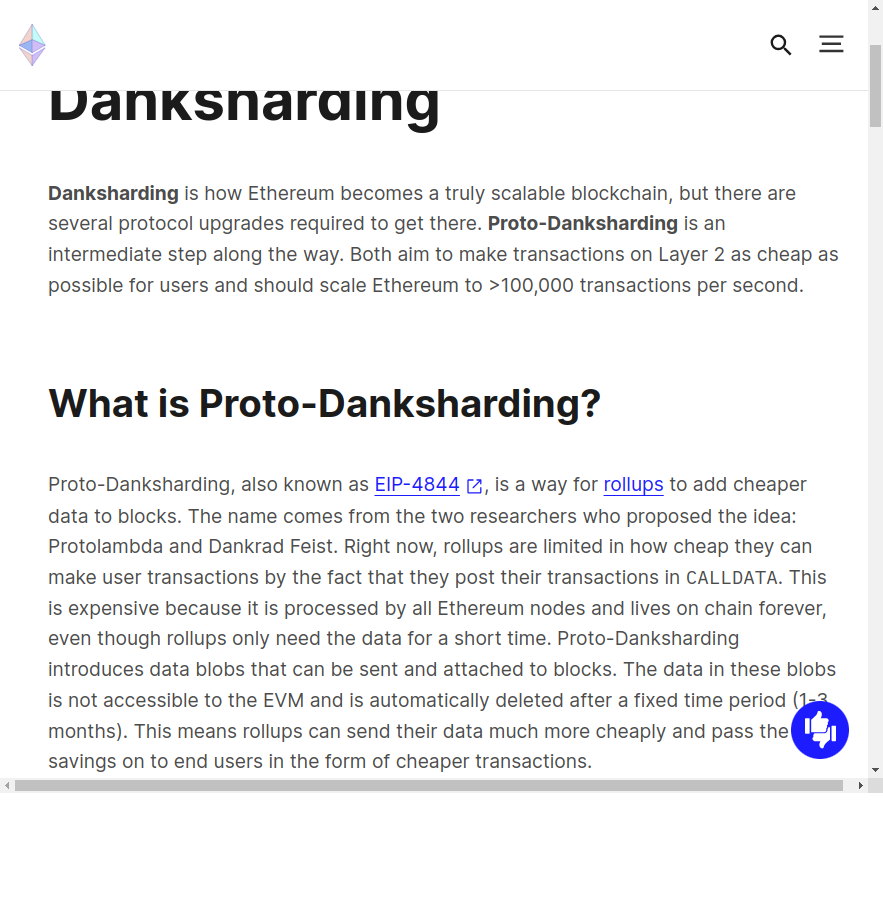 Danksharding
Danksharding is how Ethereum becomes a truly scalable blockchain, but there are
several protocol upgrades required to get there. Proto-Danksharding is an
intermediate step along the way. Both aim to make transactions on Layer 2 as cheap as
possible for users and should scale Ethereum to >100,000 transactions per second.
What is Proto-Danksharding?
Proto-Danksharding, also known as EIP-4844 , is a way for rollups to add cheaper
data to blocks. The name comes from the two researchers who proposed the idea:
Protolambda and Dankrad Feist. Right now, rollups are limited in how cheap they can
make user transactions by the fact that they post their transactions in CALLDATA. This
is expensive because it is processed by all Ethereum nodes and lives on chain forever,
even though rollups only need the data for a short time. Proto-Danksharding
introduces data blobs that can be sent and attached to blocks. The data in these blobs
is not accessible to the EVM and is automatically deleted after a fixed time period (1-3
months). This means rollups can send their data much more cheaply and pass the
savings on to end users in the form of cheaper transactions.